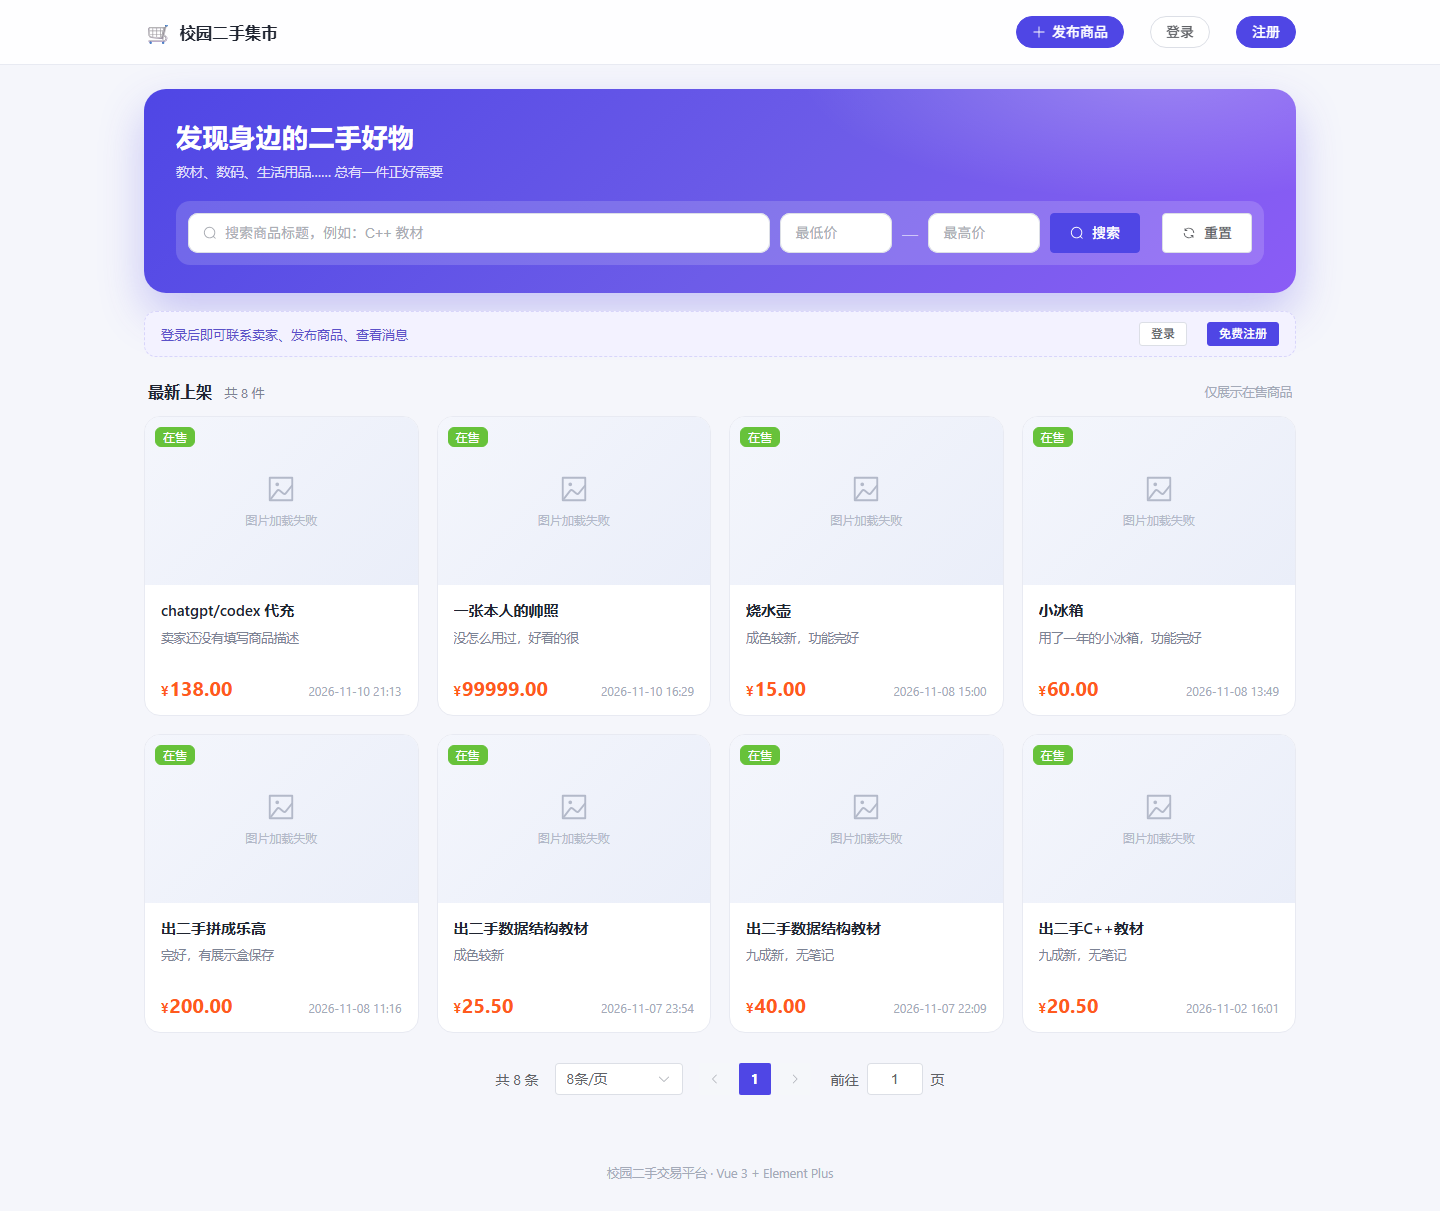 校园二手集市
发布商品
登录
注册
发现身边的二手好物
教材、数码、生活用品…… 总有一件正好需要
搜索商品标题，例如：C++ 教材
最低价
—
最高价
搜索
重置
登录后即可联系卖家、发布商品、查看消息
登录
免费注册
最新上架
共 8 件
仅展示在售商品
在售
图片加载失败
chatgpt/codex 代充
卖家还没有填写商品描述
¥138.00
2026-11-10 21:13
在售
图片加载失败
一张本人的帅照
没怎么用过，好看的很
¥99999.00
2026-11-10 16:29
在售
图片加载失败
烧水壶
成色较新，功能完好
¥15.00
2026-11-08 15:00
在售
图片加载失败
小冰箱
用了一年的小冰箱，功能完好
¥60.00
2026-11-08 13:49
在售
图片加载失败
出二手拼成乐高
完好，有展示盒保存
¥200.00
2026-11-08 11:16
在售
图片加载失败
出二手数据结构教材
成色较新
¥25.50
2026-11-07 23:54
在售
图片加载失败
出二手数据结构教材
九成新，无笔记
¥40.00
2026-11-07 22:09
在售
图片加载失败
出二手C++教材
九成新，无笔记
¥20.50
2026-11-02 16:01
共 8 条
8条/页
1
前往
1
页
校园二手交易平台 · Vue 3 + Element Plus